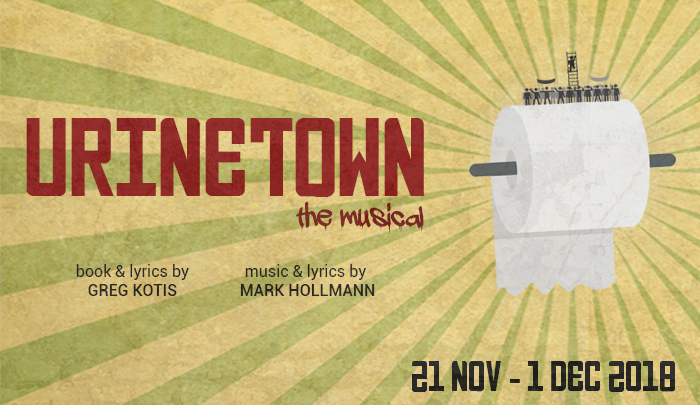 URINETOWN
the musical
book & lyrics by
GREG KOTIS
music & lyrics by
MARK HOLLMANN
21 NOV - 1 DEC 2018